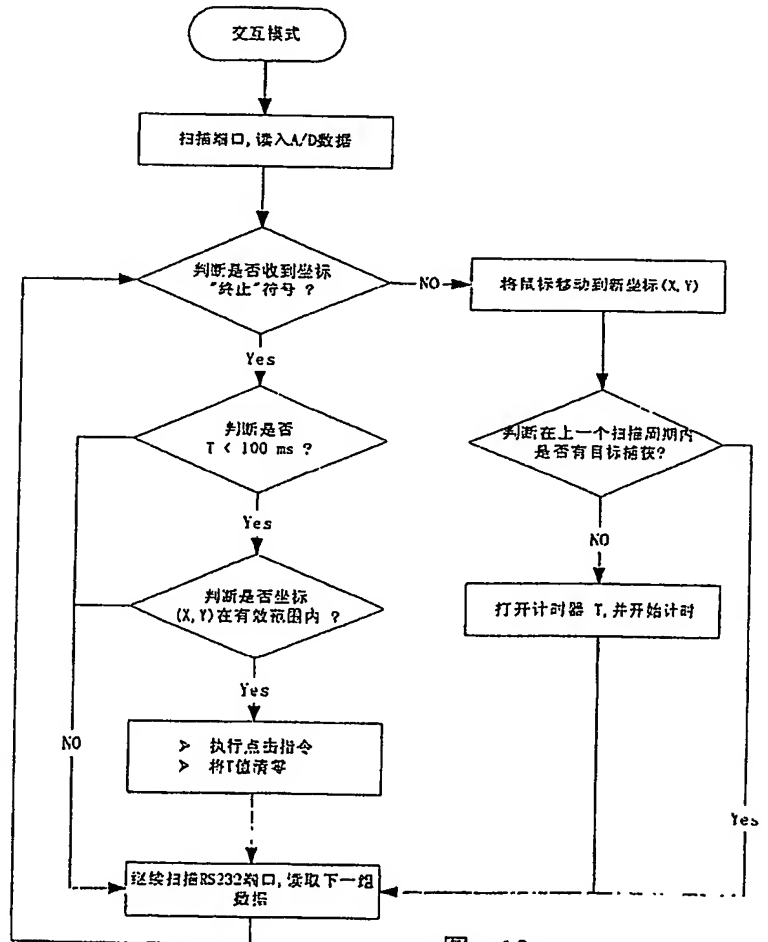 交互模式
扫描端口,读入A/D数据
判断是否收到坐标
"终止"符号 ?
NO
将鼠标移动到新坐标(X,Y)
Yes
判断是否
T < 100 ms ?
判断在上一个扫描周期内
是否有目标捕获?
Yes
NO
判断是否坐标
(X,Y)在有效范围内 ?
打开计时器 T,并开始计时
Yes
NO
➢ 执行点击指令
➢ 将T值清零
Yes
继续扫描RS232端口,读取下一组
数据